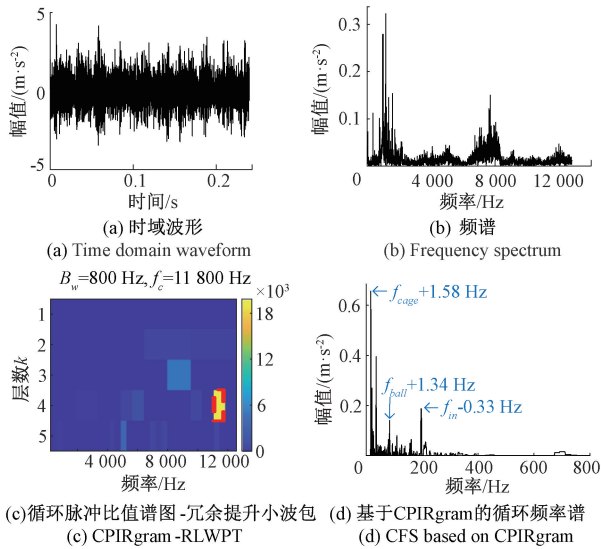 幅值/(m·s⁻²)
5
0
-5
0
0.1
0.2
时间/s
(a) 时域波形
(a) Time domain waveform
幅值/(m·s⁻²)
0.3
0.2
0.1
0
4 000
8 000
12 000
频率/Hz
(b) 频谱
(b) Frequency spectrum
B_w=800 Hz, f_c=11 800 Hz
×10³
层数k
1
2
3
4
5
4 000
8 000
12 000
频率/Hz
18
12
6
0
(c)循环脉冲比值谱图-冗余提升小波包
(c) CPIRgram -RLWPT
幅值/(m·s⁻²)
0.6
0.4
0.2
0
200
400
600
800
频率/Hz
f_cage+1.58 Hz
f_ball+1.34 Hz
f_in-0.33 Hz
(d) 基于CPIRgram的循环频率谱
(d) CFS based on CPIRgram